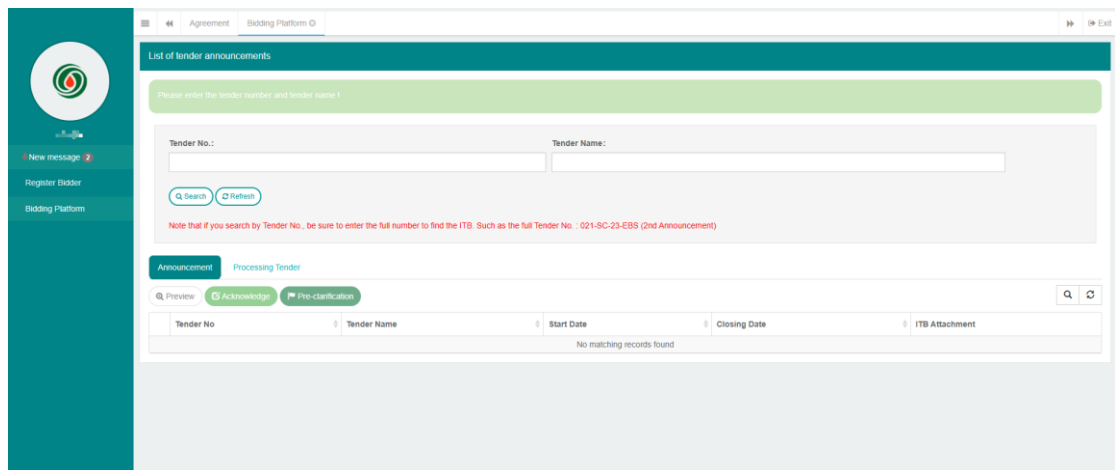 Agreement Bidding Platform Exit
List of tender announcements
Please enter the tender number and tender name !
Tender No.: Tender Name:
Search Refresh
Note that if you search by Tender No., be sure to enter the full number to find the ITB. Such as the full Tender No. : 021-SC-23-EBS (2nd Announcement)
New message 2
Register Bidder
Bidding Platform
Announcement Processing Tender
Preview Acknowledge Pre-clarification
Tender No Tender Name Start Date Closing Date ITB Attachment
No matching records found